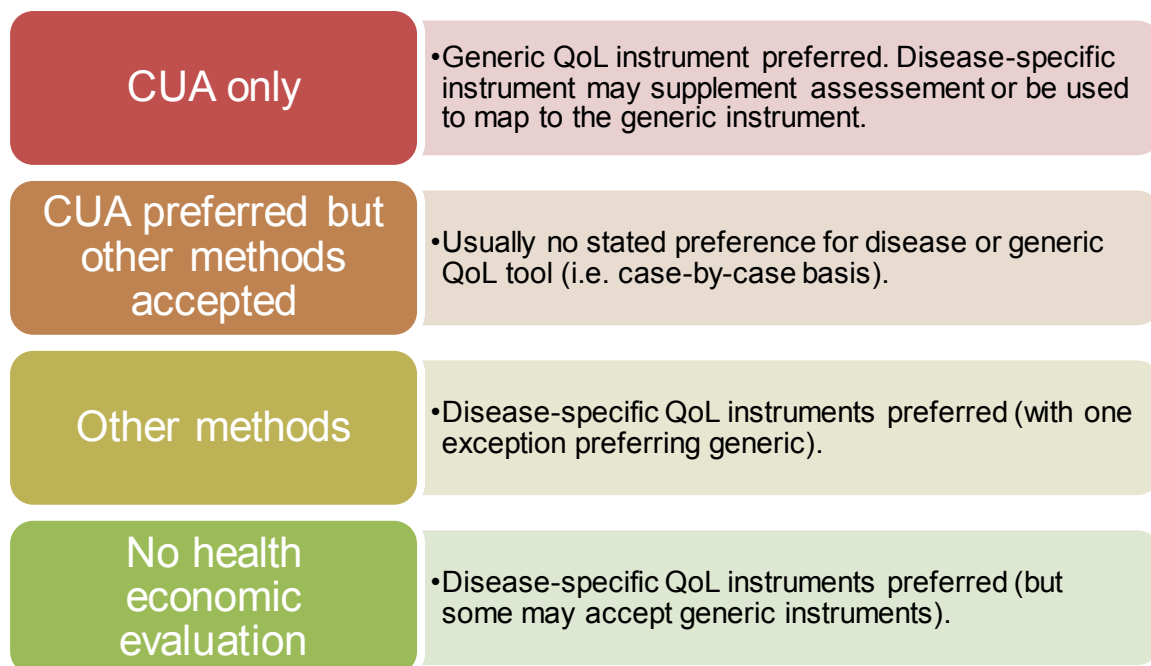 CUA only
•Generic QoL instrument preferred. Disease-specific
instrument may supplement assessement or be used
to map to the generic instrument.
CUA preferred but
other methods
accepted
•Usually no stated preference for disease or generic
QoL tool (i.e. case-by-case basis).
Other methods
•Disease-specific QoL instruments preferred (with one
exception preferring generic).
No health
economic
evaluation
•Disease-specific QoL instruments preferred (but
some may accept generic instruments).